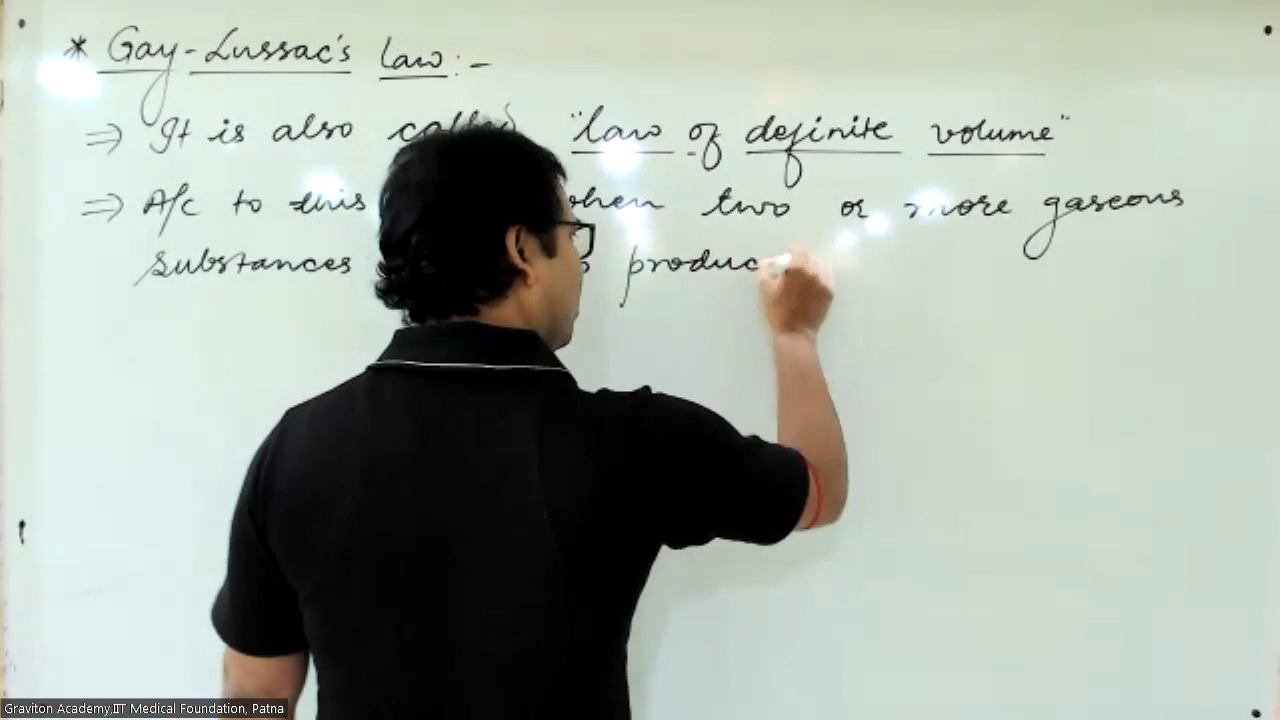 * Gay-Lussac's law:-
⇒ It is also called "law of definite volume"
⇒ A/c to this when two or more gaseous
substances produc
Graviton Academy,IIT Medical Foundation, Patna